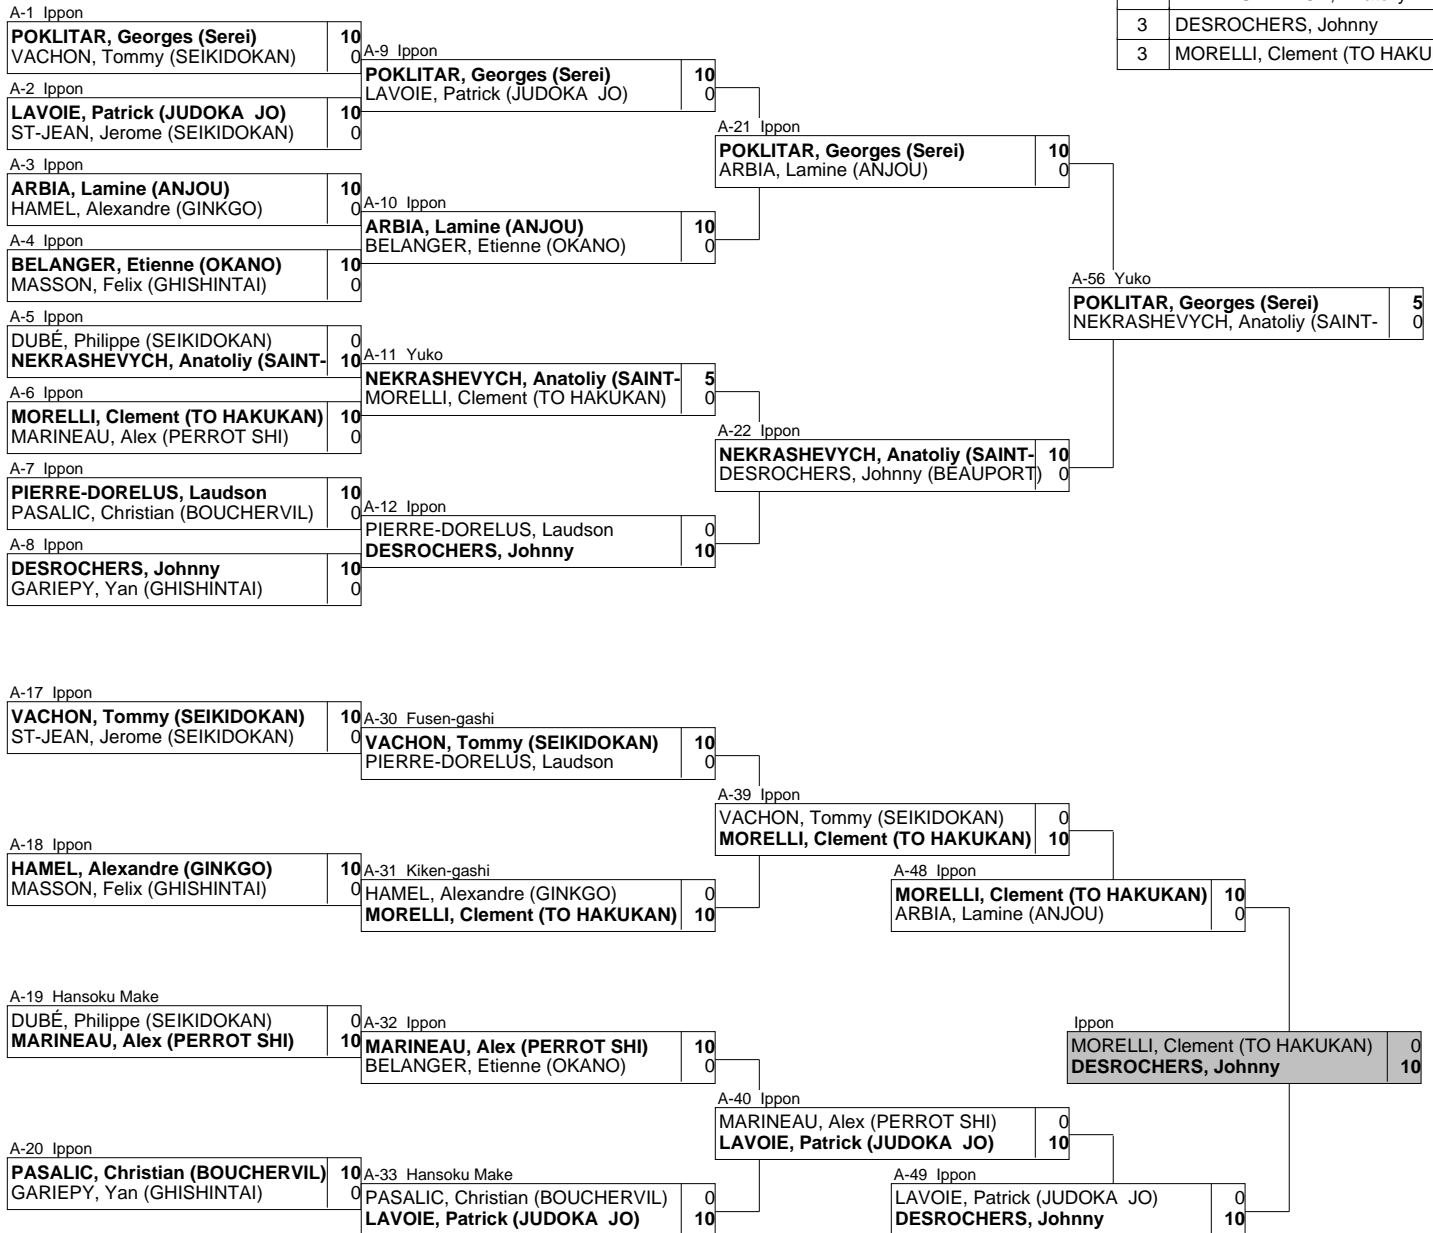 3 DESROCHERS, Johnny
3 MORELLI, Clement (TO HAKU
A-1 Ippon
POKLITAR, Georges (Serei) 10
VACHON, Tommy (SEIKIDOKAN) 0
A-2 Ippon
LAVOIE, Patrick (JUDOKA JO) 10
ST-JEAN, Jerome (SEIKIDOKAN) 0
A-3 Ippon
ARBIA, Lamine (ANJOU) 10
HAMEL, Alexandre (GINKGO) 0
A-4 Ippon
BELANGER, Etienne (OKANO) 10
MASSON, Felix (GHISHINTAI) 0
A-5 Ippon
DUBÉ, Philippe (SEIKIDOKAN) 0
NEKRASHEVYCH, Anatoliy (SAINT- 10
A-6 Ippon
MORELLI, Clement (TO HAKUKAN) 10
MARINEAU, Alex (PERROT SHI) 0
A-7 Ippon
PIERRE-DORELUS, Laudson 10
PASALIC, Christian (BOUCHERVIL) 0
A-8 Ippon
DESROCHERS, Johnny 10
GARIEPY, Yan (GHISHINTAI) 0
A-9 Ippon
POKLITAR, Georges (Serei) 10
LAVOIE, Patrick (JUDOKA JO) 0
A-10 Ippon
ARBIA, Lamine (ANJOU) 10
BELANGER, Etienne (OKANO) 0
A-11 Yuko
NEKRASHEVYCH, Anatoliy (SAINT- 5
MORELLI, Clement (TO HAKUKAN) 0
A-12 Ippon
PIERRE-DORELUS, Laudson 0
DESROCHERS, Johnny 10
A-21 Ippon
POKLITAR, Georges (Serei) 10
ARBIA, Lamine (ANJOU) 0
A-22 Ippon
NEKRASHEVYCH, Anatoliy (SAINT- 10
DESROCHERS, Johnny (BEAUPORT) 0
A-56 Yuko
POKLITAR, Georges (Serei) 5
NEKRASHEVYCH, Anatoliy (SAINT- 0
A-17 Ippon
VACHON, Tommy (SEIKIDOKAN) 10
ST-JEAN, Jerome (SEIKIDOKAN) 0
A-18 Ippon
HAMEL, Alexandre (GINKGO) 10
MASSON, Felix (GHISHINTAI) 0
A-19 Hansoku Make
DUBÉ, Philippe (SEIKIDOKAN) 0
MARINEAU, Alex (PERROT SHI) 10
A-20 Ippon
PASALIC, Christian (BOUCHERVIL) 10
GARIEPY, Yan (GHISHINTAI) 0
A-30 Fusen-gashi
VACHON, Tommy (SEIKIDOKAN) 10
PIERRE-DORELUS, Laudson 0
A-31 Kiken-gashi
HAMEL, Alexandre (GINKGO) 0
MORELLI, Clement (TO HAKUKAN) 10
A-32 Ippon
MARINEAU, Alex (PERROT SHI) 10
BELANGER, Etienne (OKANO) 0
A-33 Hansoku Make
PASALIC, Christian (BOUCHERVIL) 0
LAVOIE, Patrick (JUDOKA JO) 10
A-39 Ippon
VACHON, Tommy (SEIKIDOKAN) 0
MORELLI, Clement (TO HAKUKAN) 10
A-40 Ippon
MARINEAU, Alex (PERROT SHI) 0
LAVOIE, Patrick (JUDOKA JO) 10
A-48 Ippon
MORELLI, Clement (TO HAKUKAN) 10
ARBIA, Lamine (ANJOU) 0
A-49 Ippon
LAVOIE, Patrick (JUDOKA JO) 0
DESROCHERS, Johnny 10
Ippon
MORELLI, Clement (TO HAKUKAN) 0
DESROCHERS, Johnny 10